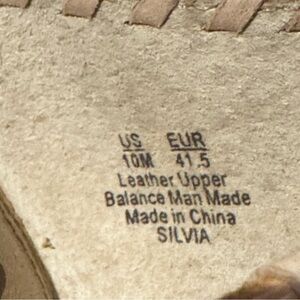 US EUR
10M 41.5
Leather Upper
Balance Man Made
Made in China
SILVIA